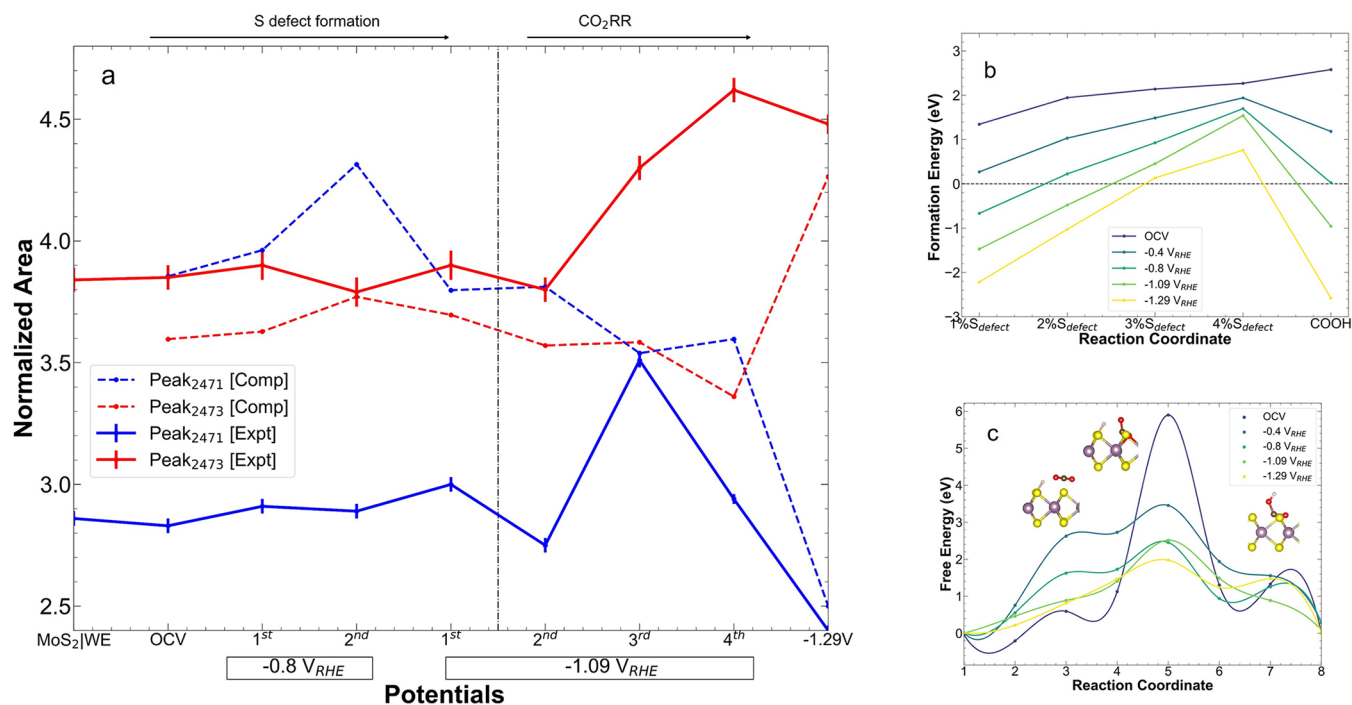 S defect formation
CO2RR
a
Normalized Area
4.5
4.0
3.5
3.0
2.5
Peak2471 [Comp]
Peak2473 [Comp]
Peak2471 [Expt]
Peak2473 [Expt]
MoS2|WE
OCV
1st
2nd
1st
2nd
3rd
4th
-1.29V
-0.8 VRHE
-1.09 VRHE
Potentials
b
Formation Energy (eV)
3
2
1
0
−1
−2
−3
OCV
-0.4 VRHE
-0.8 VRHE
-1.09 VRHE
-1.29 VRHE
1%Sdefect
2%Sdefect
3%Sdefect
4%Sdefect
COOH
Reaction Coordinate
c
Free Energy (eV)
6
5
4
3
2
1
0
OCV
-0.4 VRHE
-0.8 VRHE
-1.09 VRHE
-1.29 VRHE
1 2 3 4 5 6 7 8
Reaction Coordinate